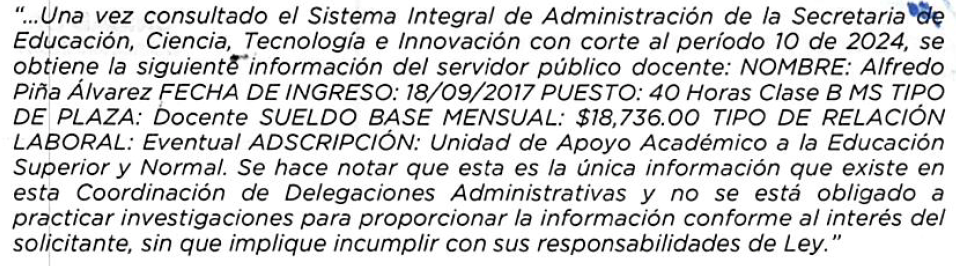 “...Una vez consultado el Sistema Integral de Administración de la Secretaria de
Educación, Ciencia, Tecnología e Innovación con corte al período 10 de 2024, se
obtiene la siguiente información del servidor público docente: NOMBRE: Alfredo
Piña Álvarez FECHA DE INGRESO: 18/09/2017 PUESTO: 40 Horas Clase B MS TIPO
DE PLAZA: Docente SUELDO BASE MENSUAL: $18,736.00 TIPO DE RELACIÓN
LABORAL: Eventual ADSCRIPCIÓN: Unidad de Apoyo Académico a la Educación
Superior y Normal. Se hace notar que esta es la única información que existe en
esta Coordinación de Delegaciones Administrativas y no se está obligado a
practicar investigaciones para proporcionar la información conforme al interés del
solicitante, sin que implique incumplir con sus responsabilidades de Ley.”